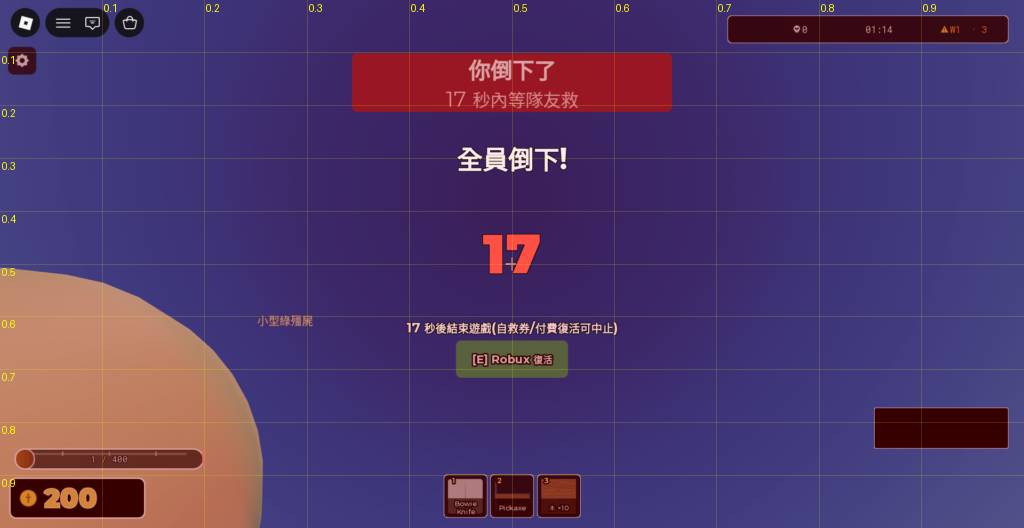 0.1 0.2 0.3 0.4 0.5 0.6 0.7 0.8 0.9
0 01:14 W1 · 3
0.1
你倒下了
17 秒內等隊友救
0.2
全員倒下!
0.3
0.4
17
0.5
小型綠殭屍
0.6
17 秒後結束遊戲(自救券/付費復活可中止)
[E] Robux 復活
0.7
0.8
1 / 400
0.9
200
1 2 3
Bowie Knife
Pickaxe
木 ×10